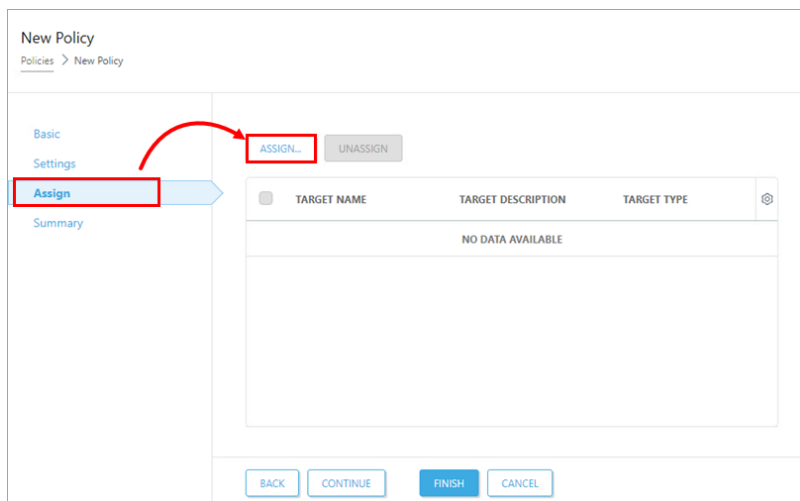 New Policy
Policies > New Policy
Basic
Settings
Assign
Summary
ASSIGN... UNASSIGN
TARGET NAME TARGET DESCRIPTION TARGET TYPE
NO DATA AVAILABLE
BACK CONTINUE FINISH CANCEL